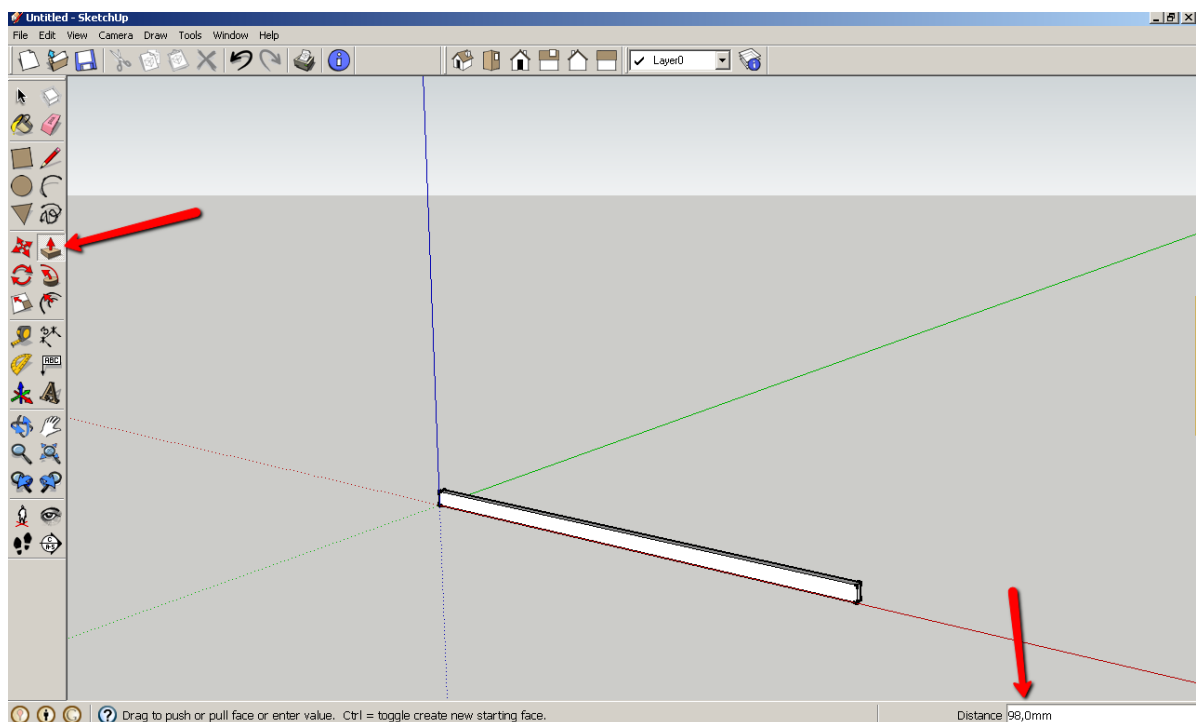 Untitled - SketchUp
File Edit View Camera Draw Tools Window Help
Layer0
ABC
Drag to push or pull face or enter value. Ctrl = toggle create new starting face.
Distance 98,0mm